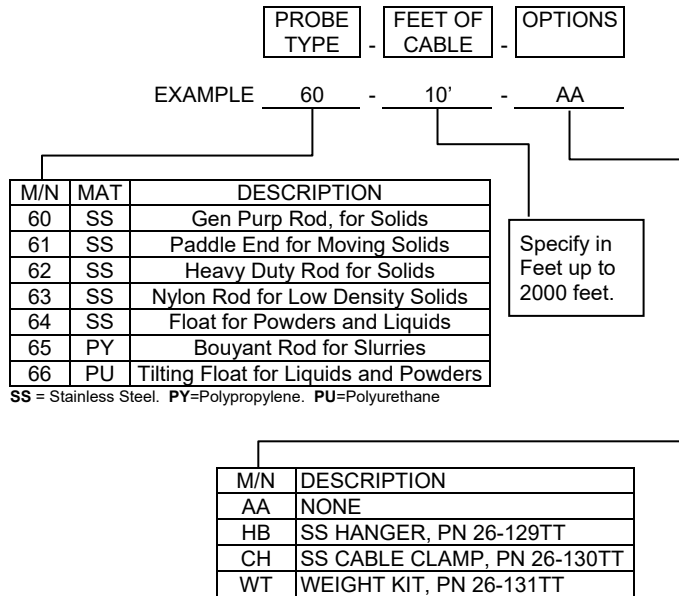 PROBE TYPE - FEET OF CABLE - OPTIONS
EXAMPLE 60 - 10' - AA
M/N MAT DESCRIPTION
60 SS Gen Purp Rod, for Solids
61 SS Paddle End for Moving Solids
62 SS Heavy Duty Rod for Solids
63 SS Nylon Rod for Low Density Solids
64 SS Float for Powders and Liquids
65 PY Bouyant Rod for Slurries
66 PU Tilting Float for Liquids and Powders
SS = Stainless Steel. PY=Polypropylene. PU=Polyurethane
Specify in
Feet up to
2000 feet.
M/N DESCRIPTION
AA NONE
HB SS HANGER, PN 26-129TT
CH SS CABLE CLAMP, PN 26-130TT
WT WEIGHT KIT, PN 26-131TT